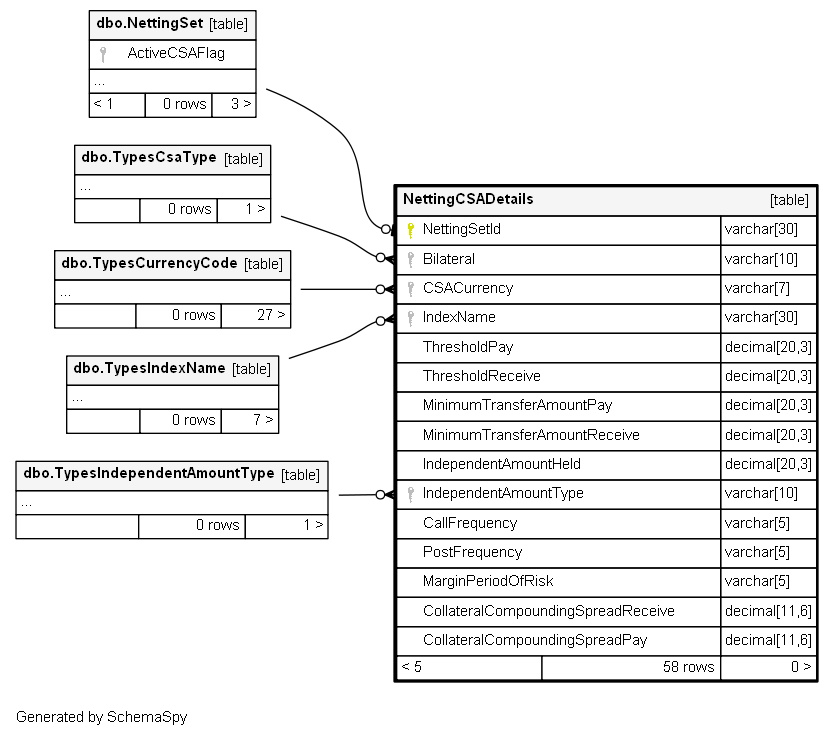 dbo.NettingSet [table]
ActiveCSAFlag
...
< 1 0 rows 3 >
dbo.TypesCsaType [table]
...
0 rows 1 >
dbo.TypesCurrencyCode [table]
...
0 rows 27 >
dbo.TypesIndexName [table]
...
0 rows 7 >
dbo.TypesIndependentAmountType [table]
...
0 rows 1 >
NettingCSADetails [table]
NettingSetId varchar[30]
Bilateral varchar[10]
CSACurrency varchar[7]
IndexName varchar[30]
ThresholdPay decimal[20,3]
ThresholdReceive decimal[20,3]
MinimumTransferAmountPay decimal[20,3]
MinimumTransferAmountReceive decimal[20,3]
IndependentAmountHeld decimal[20,3]
IndependentAmountType varchar[10]
CallFrequency varchar[5]
PostFrequency varchar[5]
MarginPeriodOfRisk varchar[5]
CollateralCompoundingSpreadReceive decimal[11,6]
CollateralCompoundingSpreadPay decimal[11,6]
< 5 58 rows 0 >
Generated by SchemaSpy